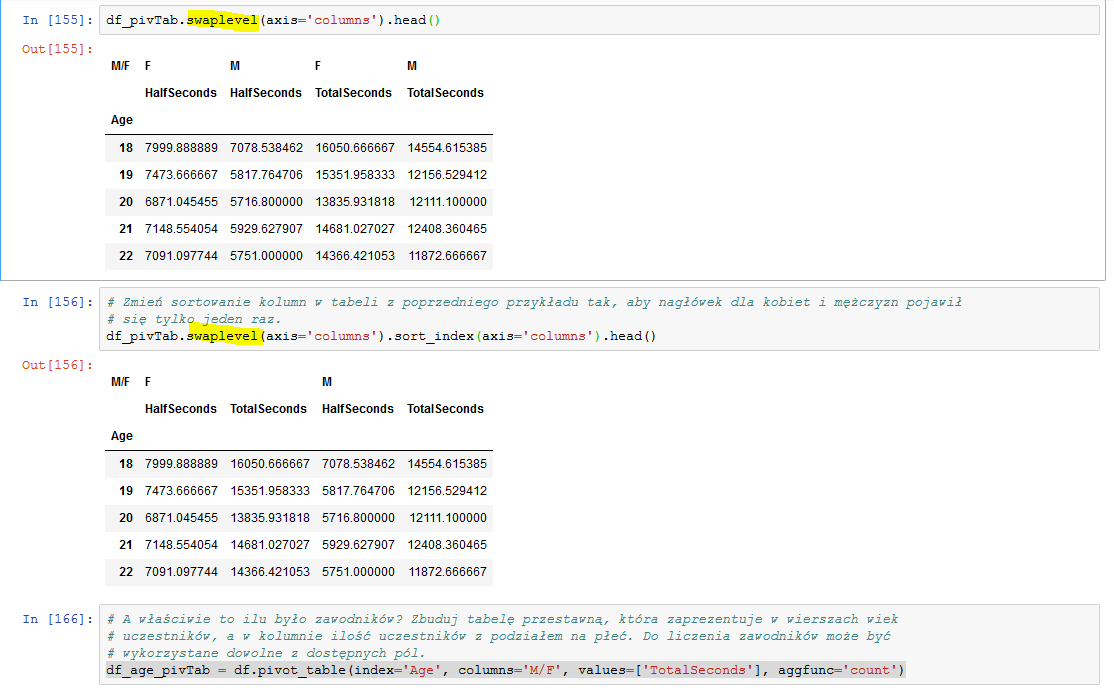 In [155]: df_pivTab.swaplevel(axis='columns').head()
Out[155]:
M/F F M F M
HalfSeconds HalfSeconds TotalSeconds TotalSeconds
Age
18 7999.888889 7078.538462 16050.666667 14554.615385
19 7473.666667 5817.764706 15351.958333 12156.529412
20 6871.045455 5716.800000 13835.931818 12111.100000
21 7148.554054 5929.627907 14681.027027 12408.360465
22 7091.097744 5751.000000 14366.421053 11872.666667
In [156]: # Zmień sortowanie kolumn w tabeli z poprzedniego przykładu tak, aby nagłówek dla kobiet i mężczyzn pojawił
# się tylko jeden raz.
df_pivTab.swaplevel(axis='columns').sort_index(axis='columns').head()
Out[156]:
M/F F M
HalfSeconds TotalSeconds HalfSeconds TotalSeconds
Age
18 7999.888889 16050.666667 7078.538462 14554.615385
19 7473.666667 15351.958333 5817.764706 12156.529412
20 6871.045455 13835.931818 5716.800000 12111.100000
21 7148.554054 14681.027027 5929.627907 12408.360465
22 7091.097744 14366.421053 5751.000000 11872.666667
In [166]: # A właściwie to ilu było zawodników? Zbuduj tabelę przestawną, która zaprezentuje w wierszach wiek
# uczestników, a w kolumnie ilość uczestników z podziałem na płeć. Do liczenia zawodników może być
# wykorzystane dowolne z dostępnych pól.
df_age_pivTab = df.pivot_table(index='Age', columns='M/F', values=['TotalSeconds'], aggfunc='count')